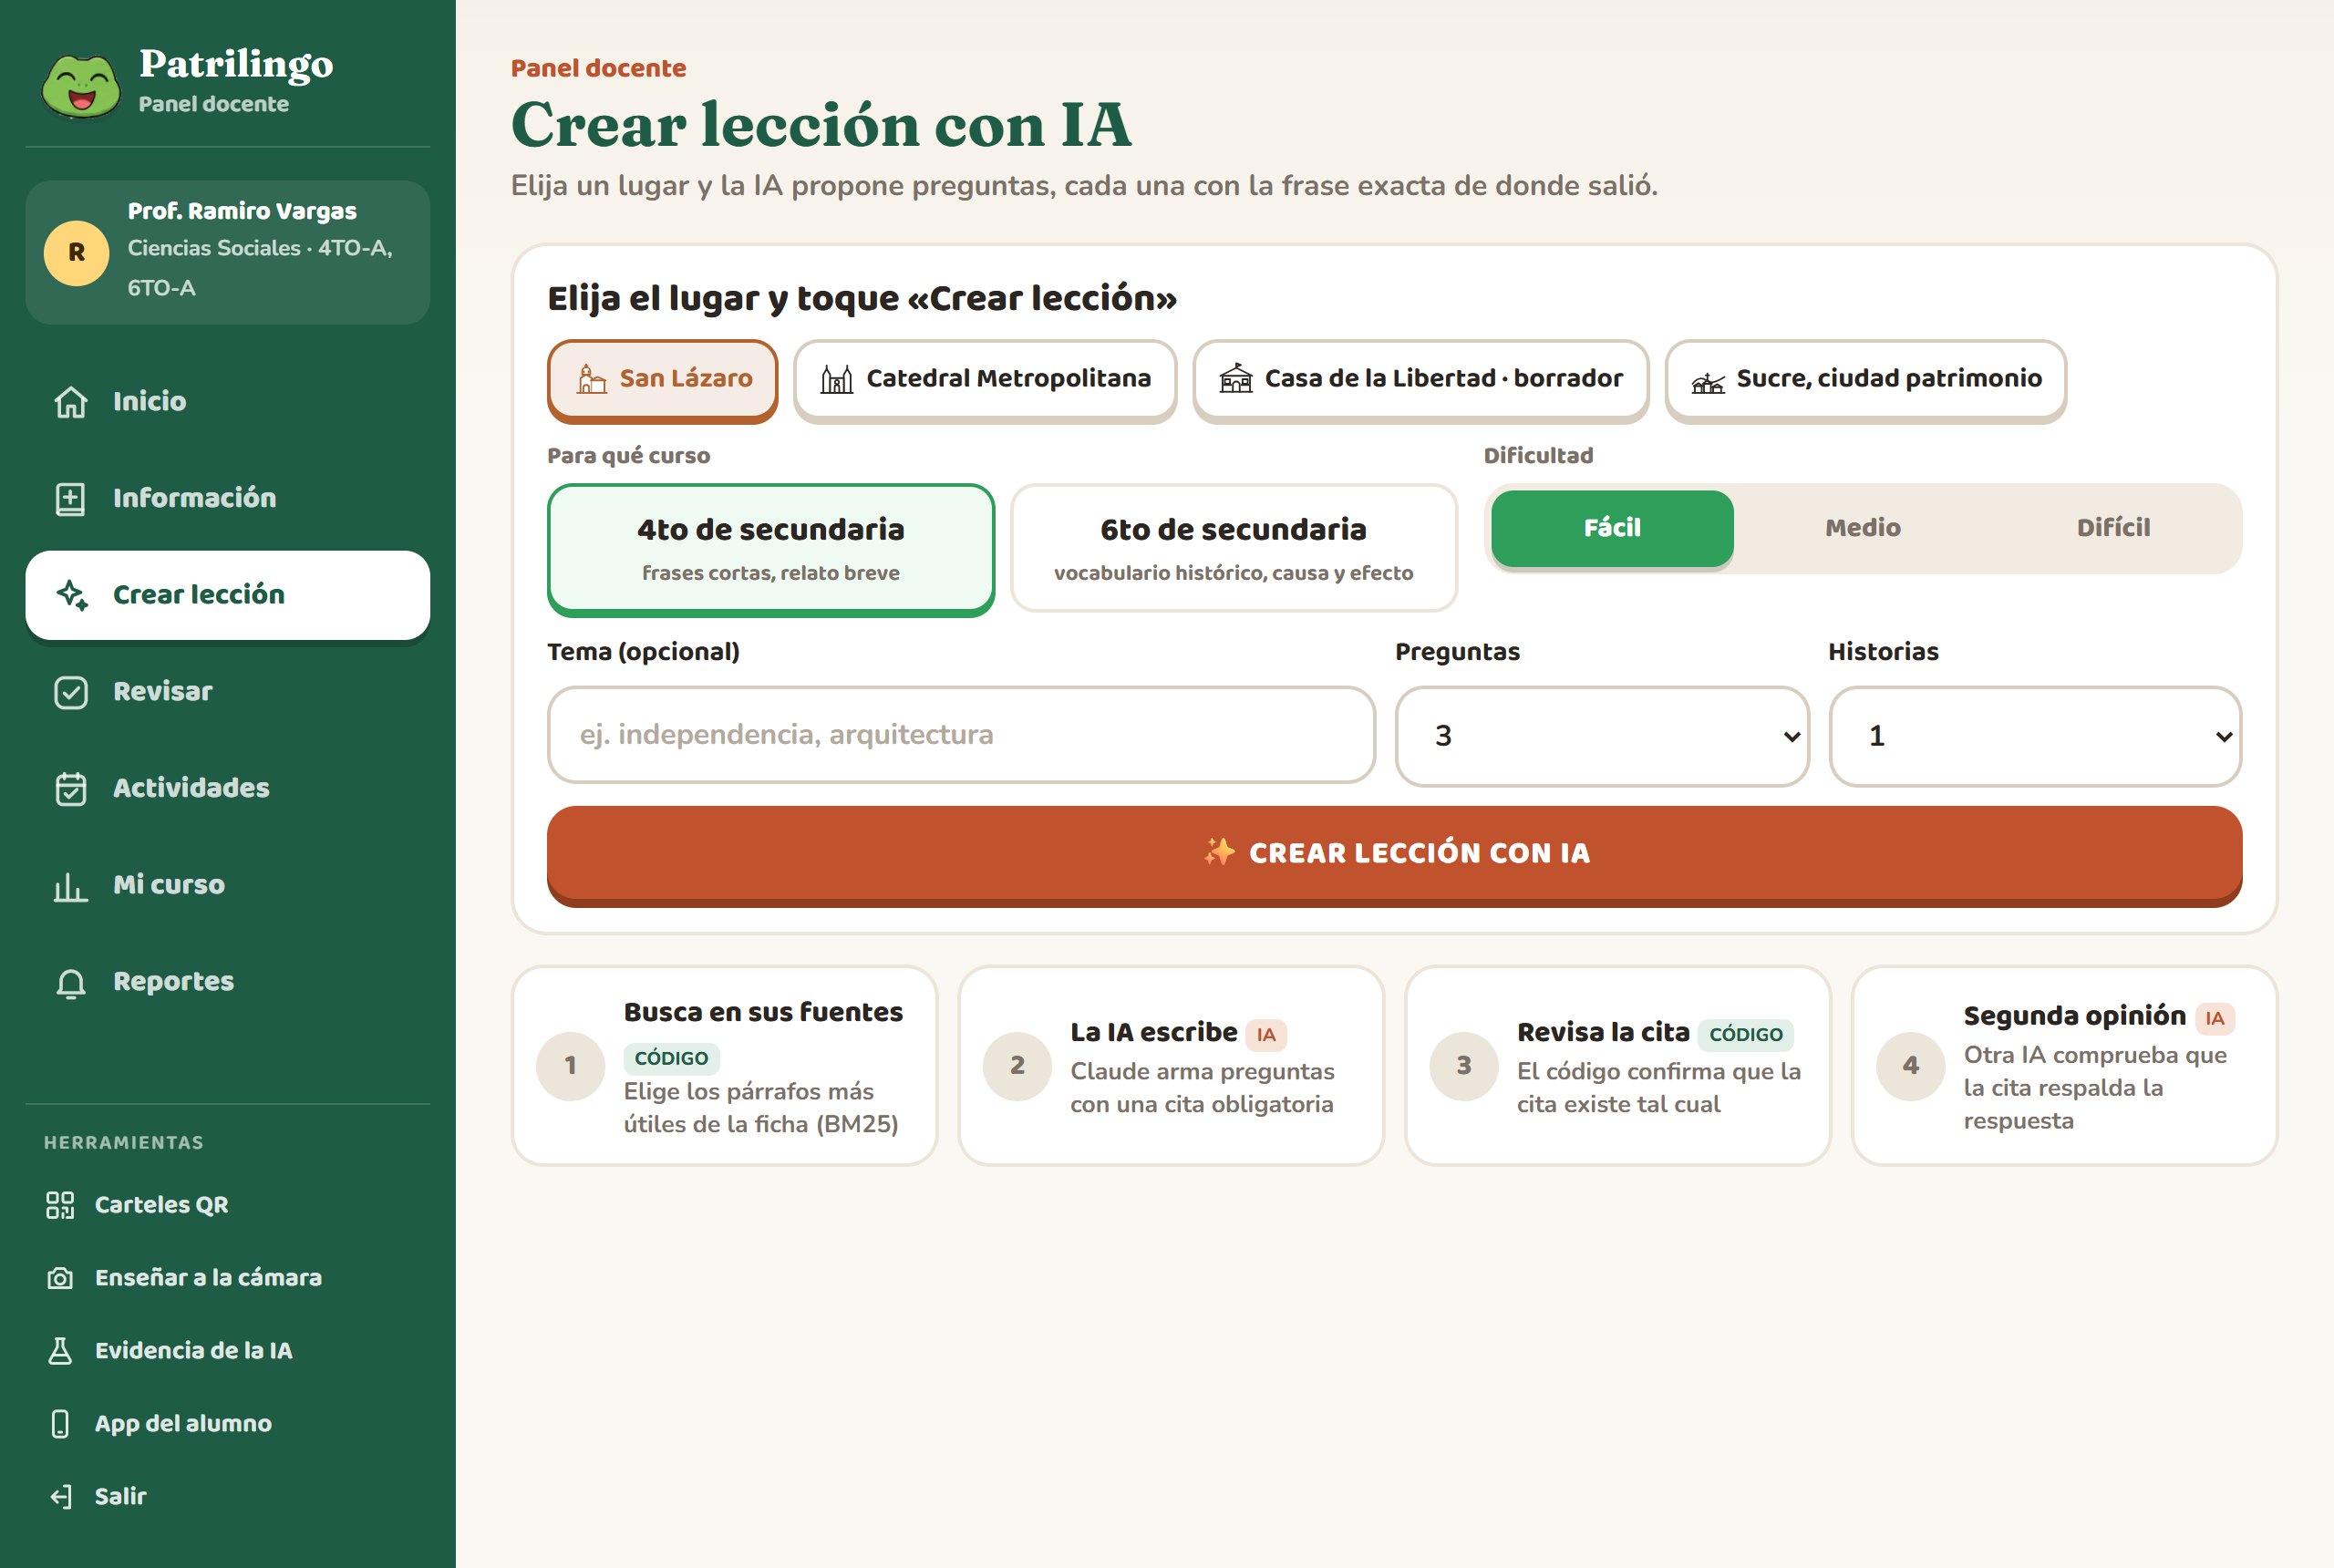 Patrilingo
Panel docente
R
Prof. Ramiro Vargas
Ciencias Sociales · 4TO-A,
6TO-A
Inicio
Información
Crear lección
Revisar
Actividades
Mi curso
Reportes
HERRAMIENTAS
Carteles QR
Enseñar a la cámara
Evidencia de la IA
App del alumno
Salir
Panel docente
Crear lección con IA
Elija un lugar y la IA propone preguntas, cada una con la frase exacta de donde salió.
Elija el lugar y toque «Crear lección»
San Lázaro
Catedral Metropolitana
Casa de la Libertad · borrador
Sucre, ciudad patrimonio
Para qué curso
4to de secundaria
frases cortas, relato breve
6to de secundaria
vocabulario histórico, causa y efecto
Dificultad
Fácil
Medio
Difícil
Tema (opcional)
ej. independencia, arquitectura
Preguntas
3
Historias
1
✨ CREAR LECCIÓN CON IA
1
Busca en sus fuentes
CÓDIGO
Elige los párrafos más
útiles de la ficha (BM25)
2
La IA escribe IA
Claude arma preguntas
con una cita obligatoria
3
Revisa la cita CÓDIGO
El código confirma que la
cita existe tal cual
4
Segunda opinión IA
Otra IA comprueba que
la cita respalda la
respuesta